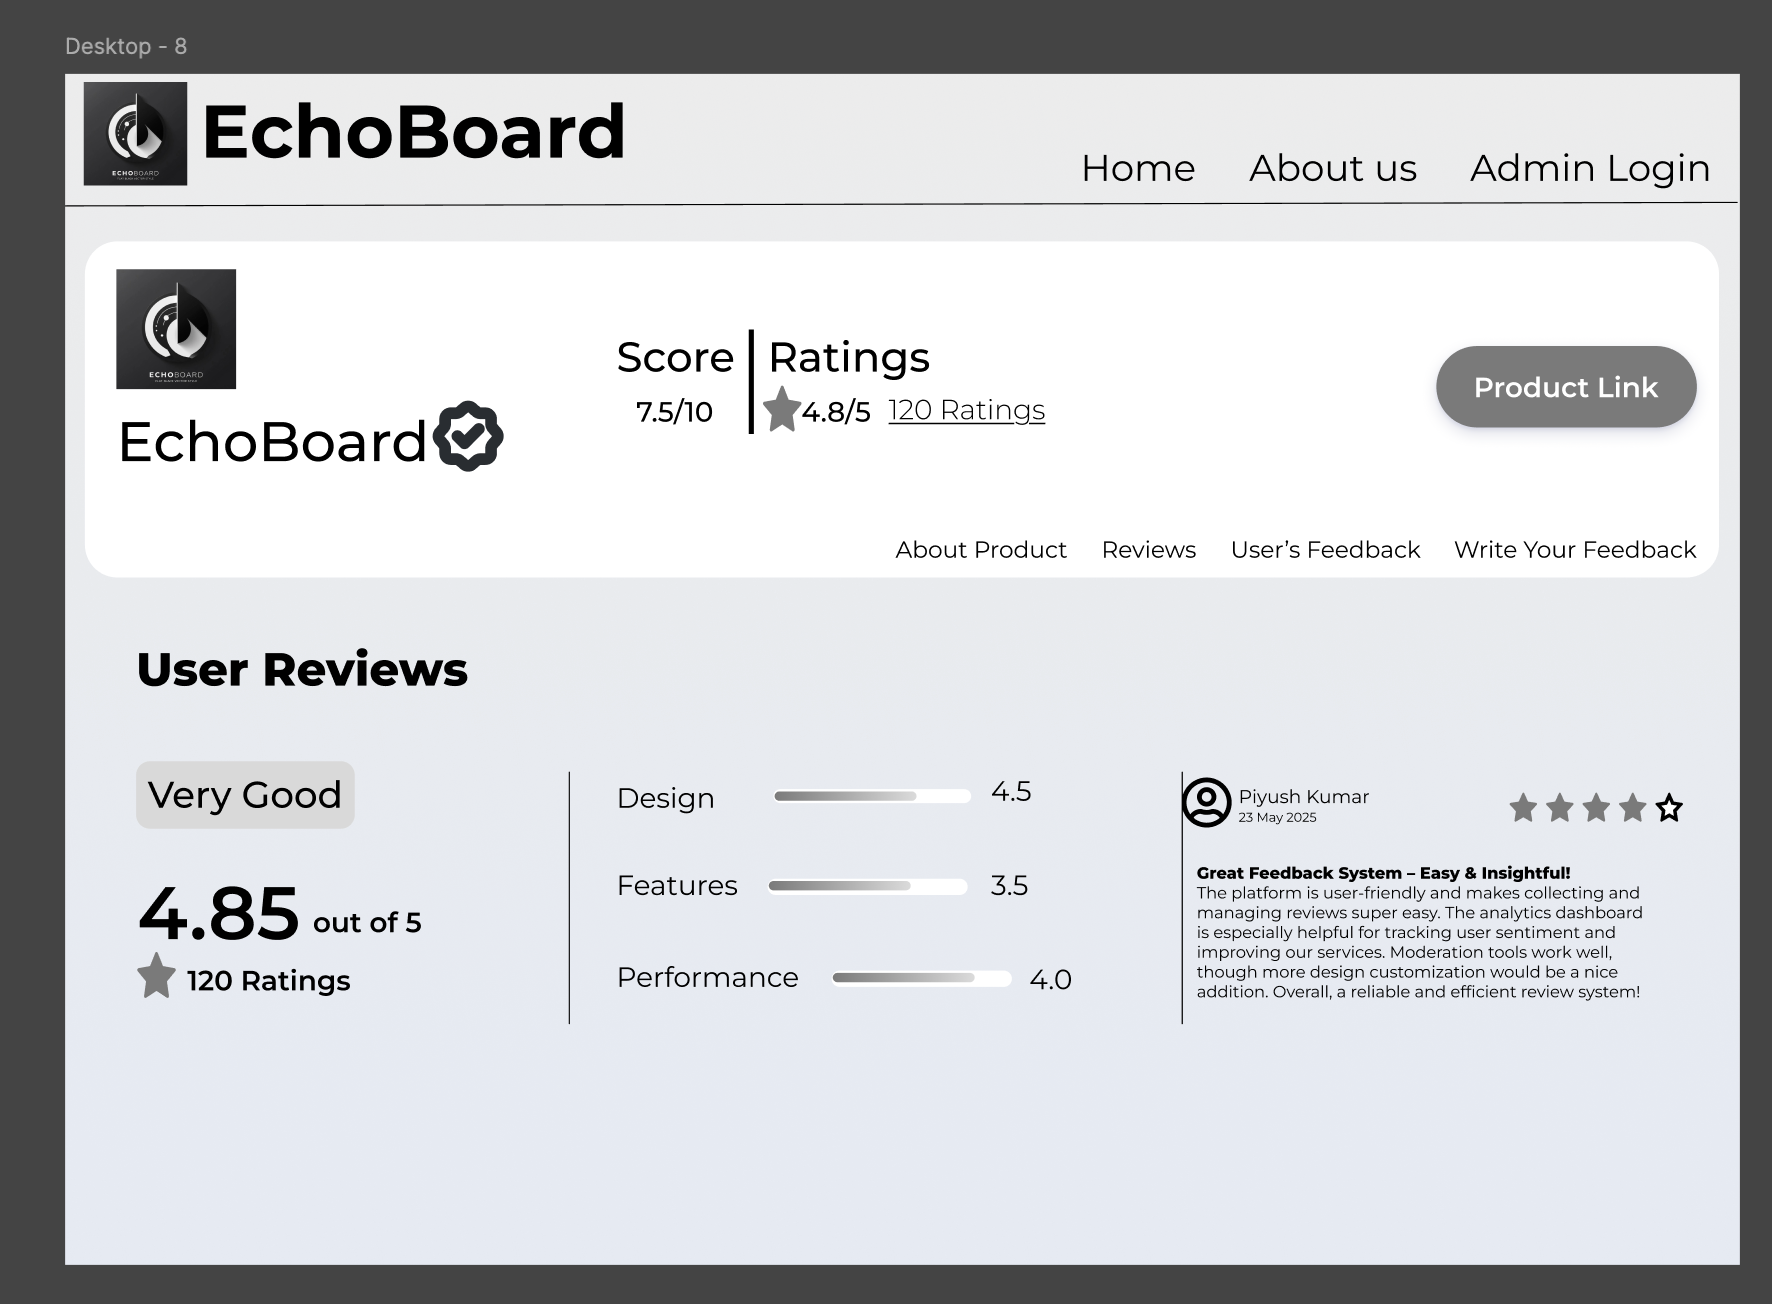 Desktop - 8
ECHOBOARD
EchoBoard
Home About us Admin Login
ECHOBOARD
EchoBoard
Score Ratings
7.5/10 4.8/5 120 Ratings
Product Link
About Product Reviews User’s Feedback Write Your Feedback
User Reviews
Very Good
4.85 out of 5
120 Ratings
Design 4.5
Features 3.5
Performance 4.0
Piyush Kumar
23 May 2025
Great Feedback System – Easy & Insightful!
The platform is user-friendly and makes collecting and
managing reviews super easy. The analytics dashboard
is especially helpful for tracking user sentiment and
improving our services. Moderation tools work well,
though more design customization would be a nice
addition. Overall, a reliable and efficient review system!